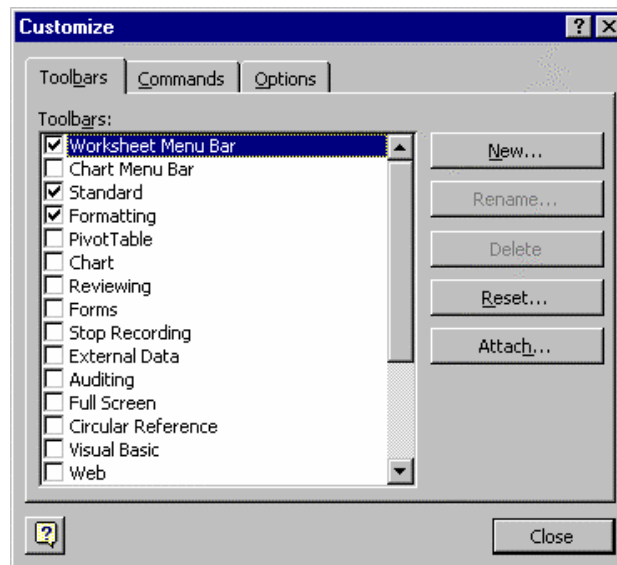 Customize
Toolbars Commands Options
Toolbars:
Worksheet Menu Bar
Chart Menu Bar
Standard
Formatting
PivotTable
Chart
Reviewing
Forms
Stop Recording
External Data
Auditing
Full Screen
Circular Reference
Visual Basic
Web
New...
Rename...
Delete
Reset...
Attach...
Close